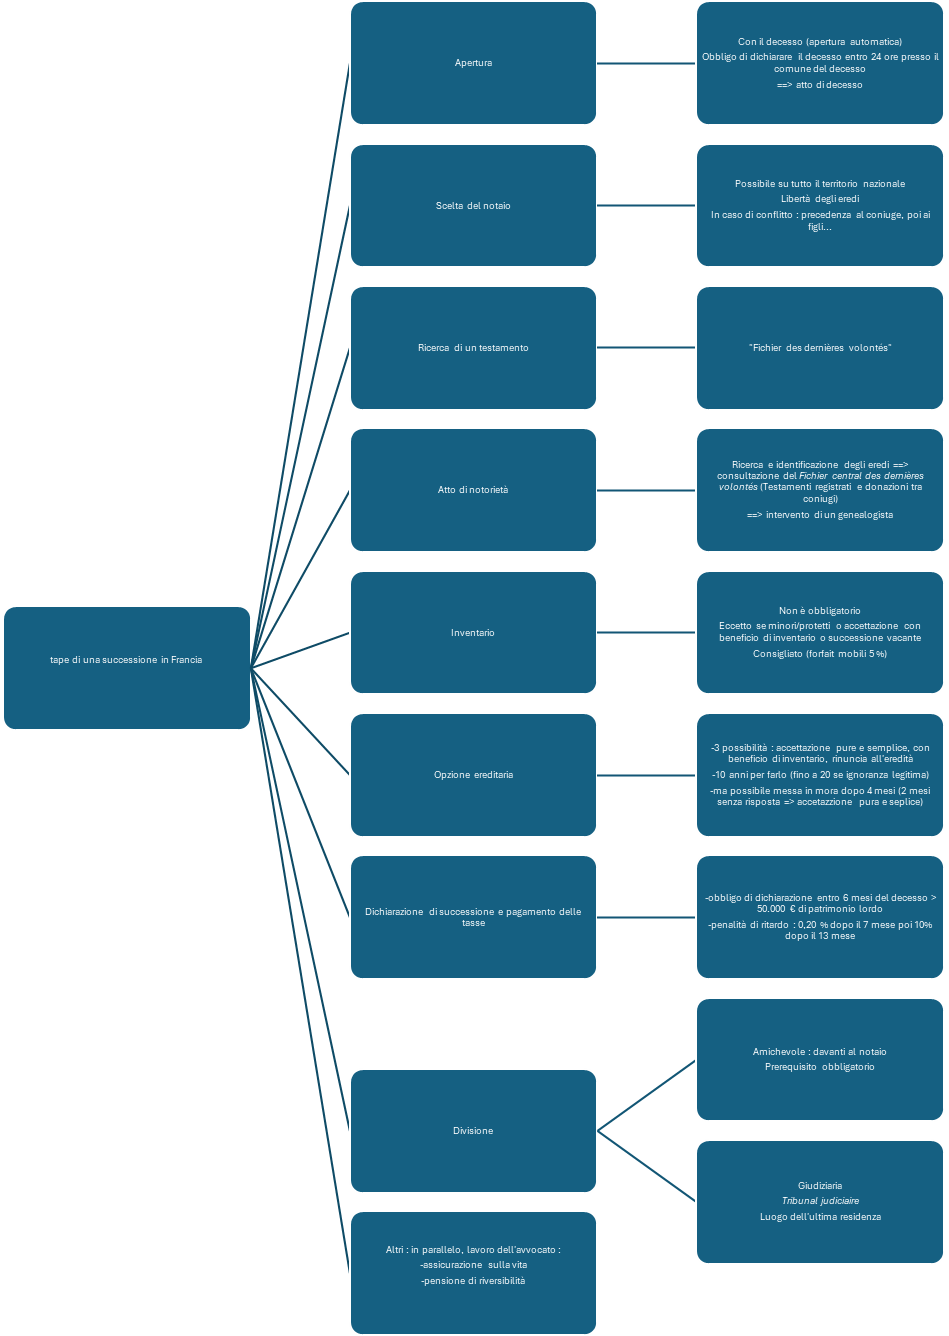 tape di una successione in Francia
Apertura
Con il decesso (apertura automatica)
Obbligo di dichiarare il decesso entro 24 ore presso il
comune del decesso
==> atto di decesso
Scelta del notaio
Possibile su tutto il territorio nazionale
Libertà degli eredi
In caso di conflitto : precedenza al coniuge, poi ai
figli...
Ricerca di un testamento
"Fichier des dernières volontés"
Atto di notorietà
Ricerca e identificazione degli eredi ==>
consultazione del Fichier central des dernières
volontés (Testamenti registrati e donazioni tra
coniugi)
==> intervento di un genealogista
Inventario
Non è obbligatorio
Eccetto se minori/protetti o accettazione con
beneficio di inventario o successione vacante
Consigliato (forfait mobili 5 %)
Opzione ereditaria
-3 possibilità : accettazione pure e semplice, con
beneficio di inventario, rinuncia all'eredità
-10 anni per farlo (fino a 20 se ignoranza legitima)
-ma possibile messa in mora dopo 4 mesi (2 mesi
senza risposta => accetazzione pura e seplice)
Dichiarazione di successione e pagamento delle
tasse
-obbligo di dichiarazione entro 6 mesi del decesso >
50.000 € di patrimonio lordo
-penalità di ritardo : 0,20 % dopo il 7 mese poi 10%
dopo il 13 mese
Divisione
Amichevole : davanti al notaio
Prerequisito obbligatorio
Giudiziaria
Tribunal judiciaire
Luogo dell'ultima residenza
Altri : in parallelo, lavoro dell'avvocato :
-assicurazione sulla vita
-pensione di riversibilità